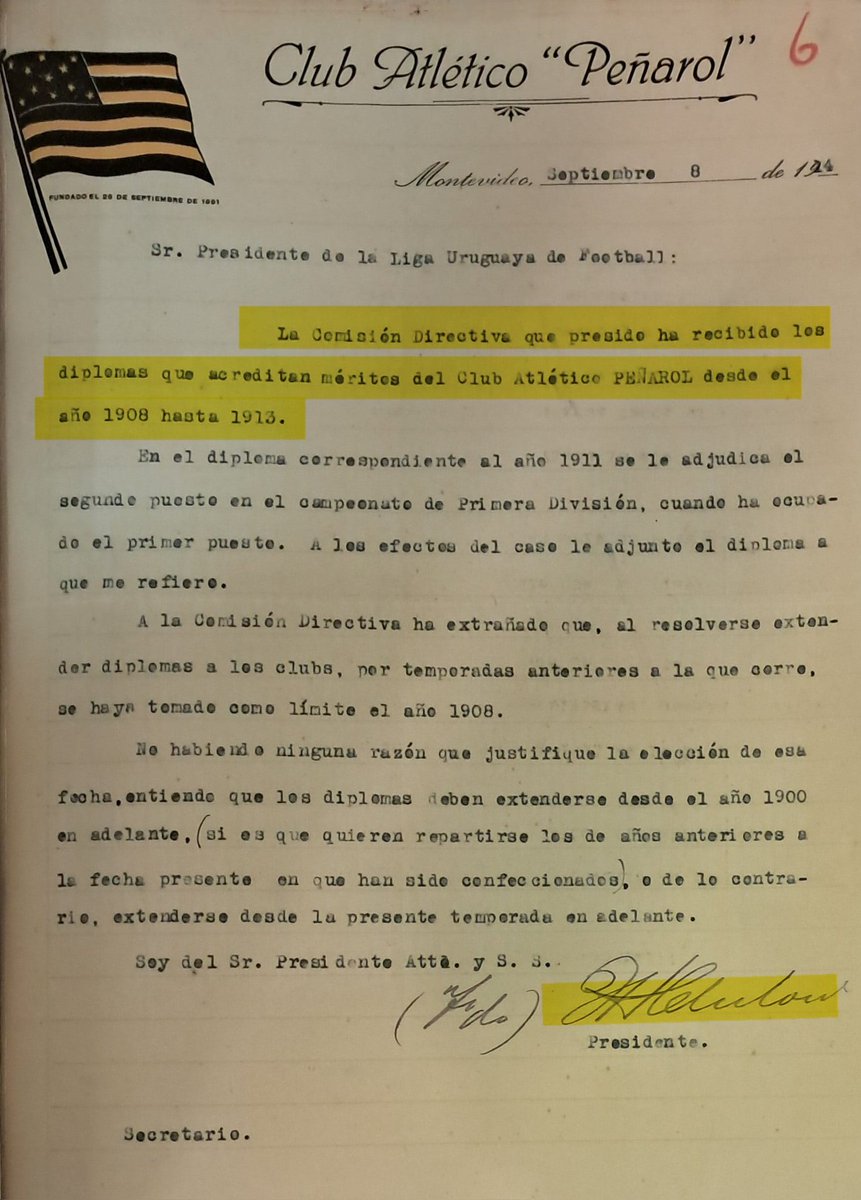 Club Atlético "Peñarol"
6
FUNDADO EL 28 DE SEPTIEMBRE DE 1891
Montevideo, Septiembre 8 de 1914
Sr. Presidente de la Liga Uruguaya de Football:
La Comisión Directiva que presido ha recibido los
diplomas que acreditan méritos del Club Atlético PEÑAROL desde el
año 1908 hasta 1913.
En el diploma correspondiente al año 1911 se le adjudica el
segundo puesto en el campeonato de Primera División, cuando ha ocupa-
do el primer puesto. A los efectos del caso le adjunto el diploma a
que me refiero.
A la Comisión Directiva ha extrañado que, al resolverse exten-
der diplomas a los clubs, por temporadas anteriores a la que corre,
se haya tomado como límite el año 1908.
No habiendo ninguna razón que justifique la elección de esa
fecha,entiendo que los diplomas deben extenderse desde el año 1900
en adelante,(si es que quieren repartirse los de años anteriores a
la fecha presente en que han sido confeccionados), o de lo contra-
rio, extenderse desde la presente temporada en adelante.
Soy del Sr. Presidente Atto. y S. S.
(Fdo)
Presidente.
Secretario.